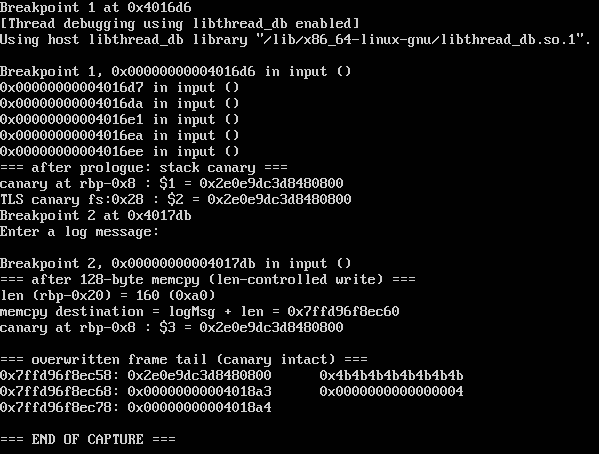 Breakpoint 1 at 0x4016d6
[Thread debugging using libthread_db enabled]
Using host libthread_db library "/lib/x86_64-linux-gnu/libthread_db.so.1".
Breakpoint 1, 0x00000000004016d6 in input ()
0x00000000004016d7 in input ()
0x00000000004016da in input ()
0x00000000004016e1 in input ()
0x00000000004016ea in input ()
0x00000000004016ee in input ()
=== after prologue: stack canary ===
canary at rbp-0x8 : $1 = 0x2e0e9dc3d8480800
TLS canary fs:0x28 : $2 = 0x2e0e9dc3d8480800
Breakpoint 2 at 0x4017db
Enter a log message:
Breakpoint 2, 0x00000000004017db in input ()
=== after 128-byte memcpy (len-controlled write) ===
len (rbp-0x20) = 160 (0xa0)
memcpy destination = logMsg + len = 0x7ffd96f8ec60
canary at rbp-0x8 : $3 = 0x2e0e9dc3d8480800
=== overwritten frame tail (canary intact) ===
0x7ffd96f8ec58: 0x2e0e9dc3d8480800 0x4b4b4b4b4b4b4b4b
0x7ffd96f8ec68: 0x00000000004018a3 0x0000000000000004
0x7ffd96f8ec78: 0x00000000004018a4
=== END OF CAPTURE ===